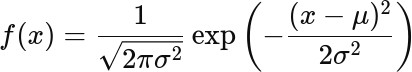 f(x) = \frac{1}{\sqrt{2\pi\sigma^2}} \exp\left(-\frac{(x-\mu)^2}{2\sigma^2}\right)